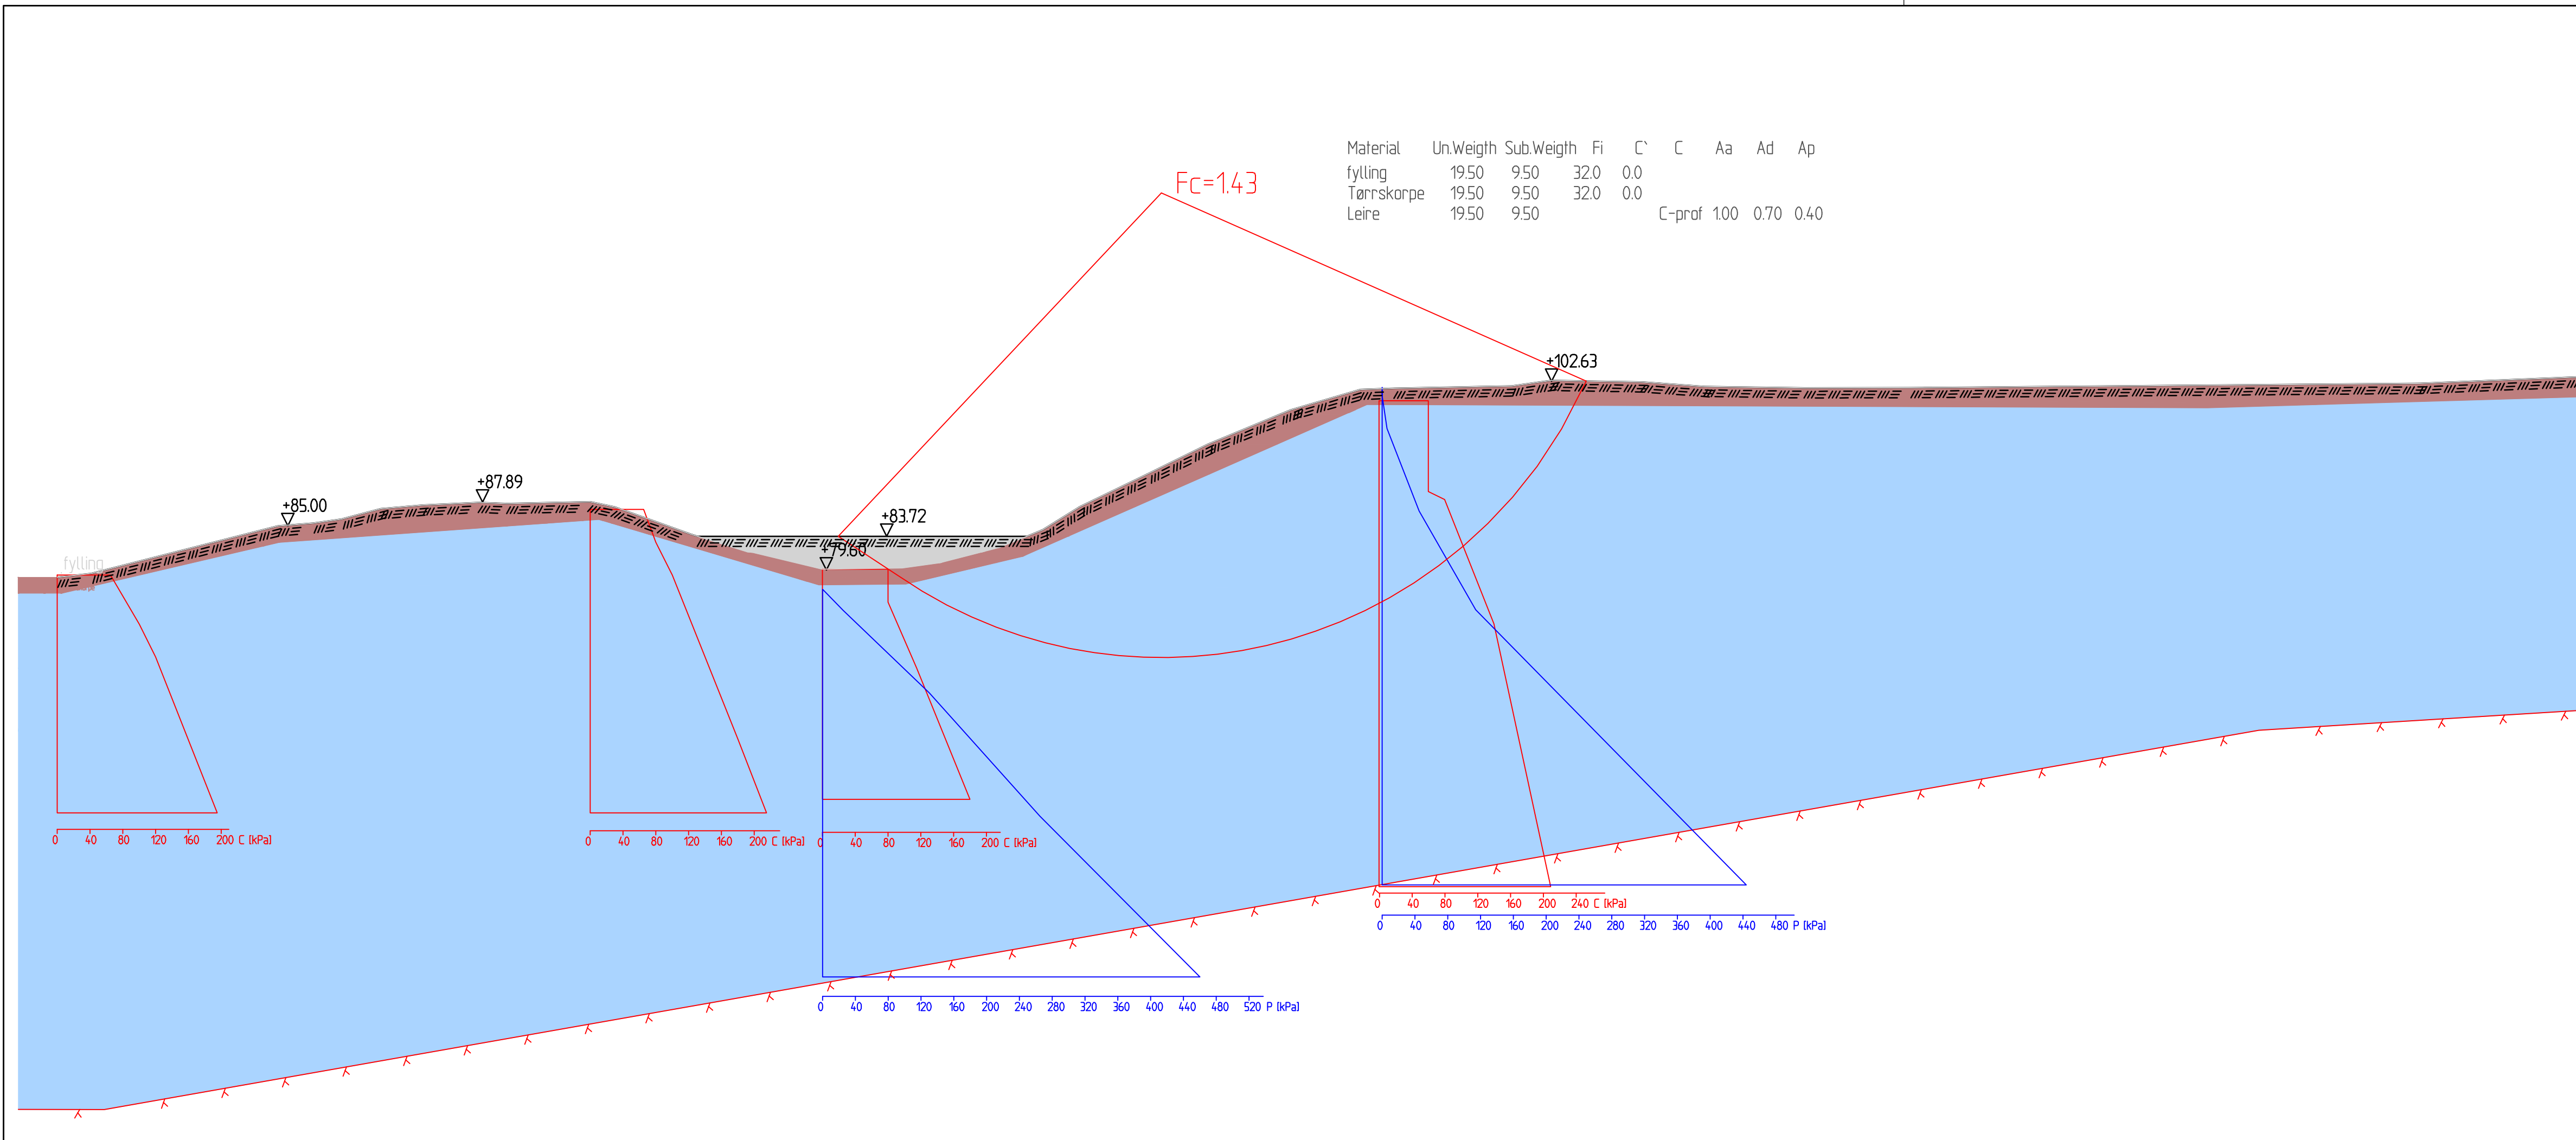 Material Un.Weigth Sub.Weigth Fi C` C Aa Ad Ap
fylling 19.50 9.50 32.0 0.0
Tørrskorpe 19.50 9.50 32.0 0.0
Leire 19.50 9.50 C-prof 1.00 0.70 0.40
Fc=1.43
+102.63
+87.89
+85.00
+83.72
+79.60
fylling
0 40 80 120 160 200 C [kPa]
0 40 80 120 160 200 C [kPa]
0 40 80 120 160 200 C [kPa]
0 40 80 120 160 200 240 C [kPa]
0 40 80 120 160 200 240 280 320 360 400 440 480 P [kPa]
0 40 80 120 160 200 240 280 320 360 400 440 480 520 P [kPa]